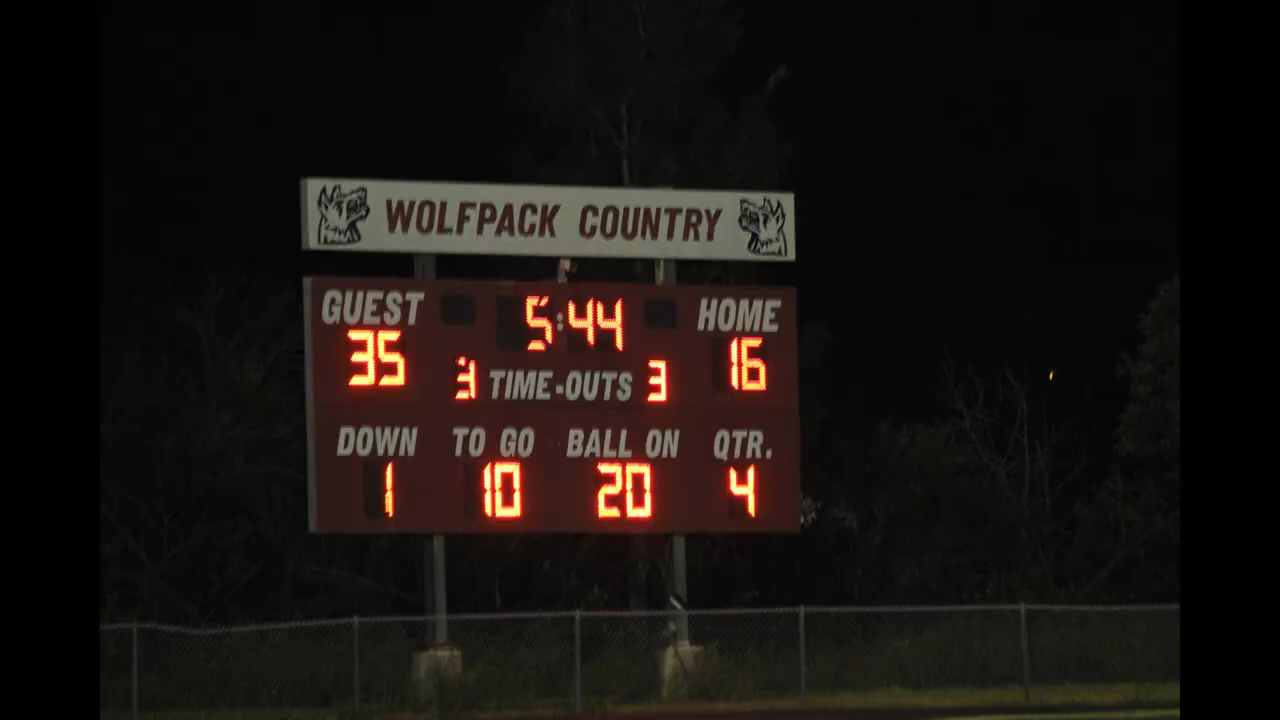 WOLFPACK COUNTRY
GUEST 5:44 HOME
35 16
3 TIME-OUTS 3
DOWN TO GO BALL ON QTR.
1 10 20 4